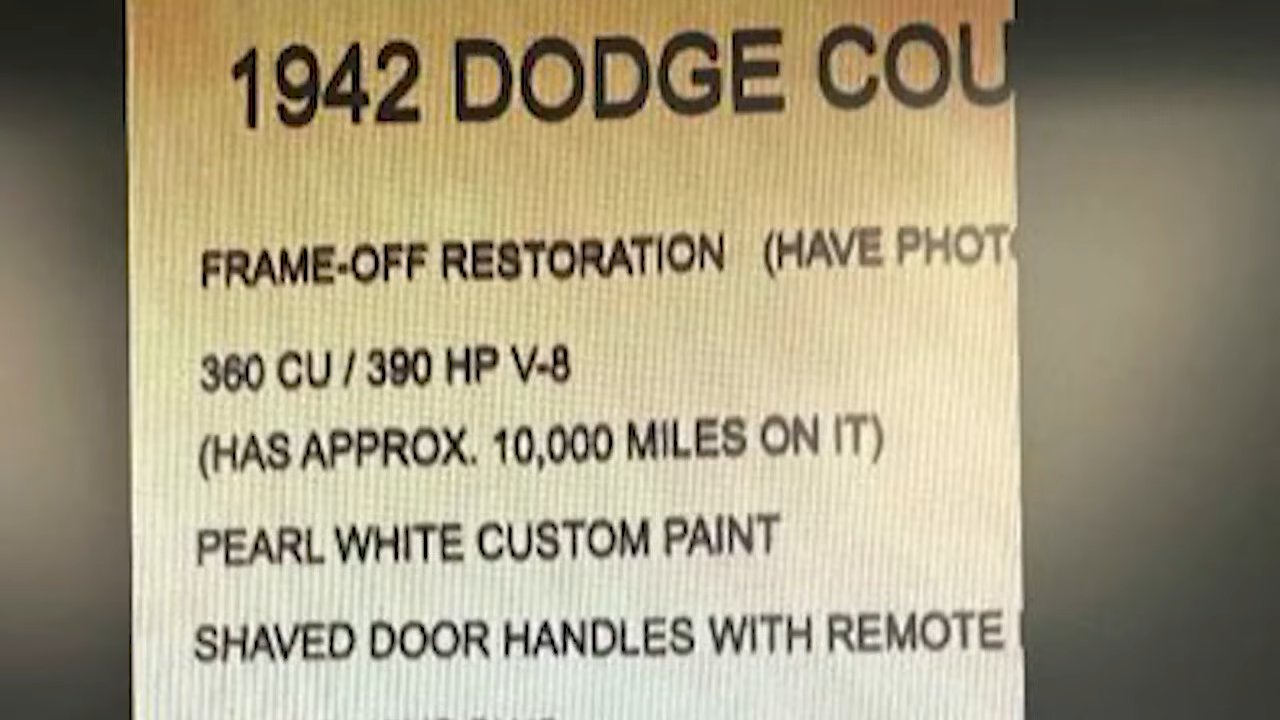 1942 DODGE COU
FRAME-OFF RESTORATION (HAVE PHOT
360 CU / 390 HP V-8
(HAS APPROX. 10,000 MILES ON IT)
PEARL WHITE CUSTOM PAINT
SHAVED DOOR HANDLES WITH REMOTE